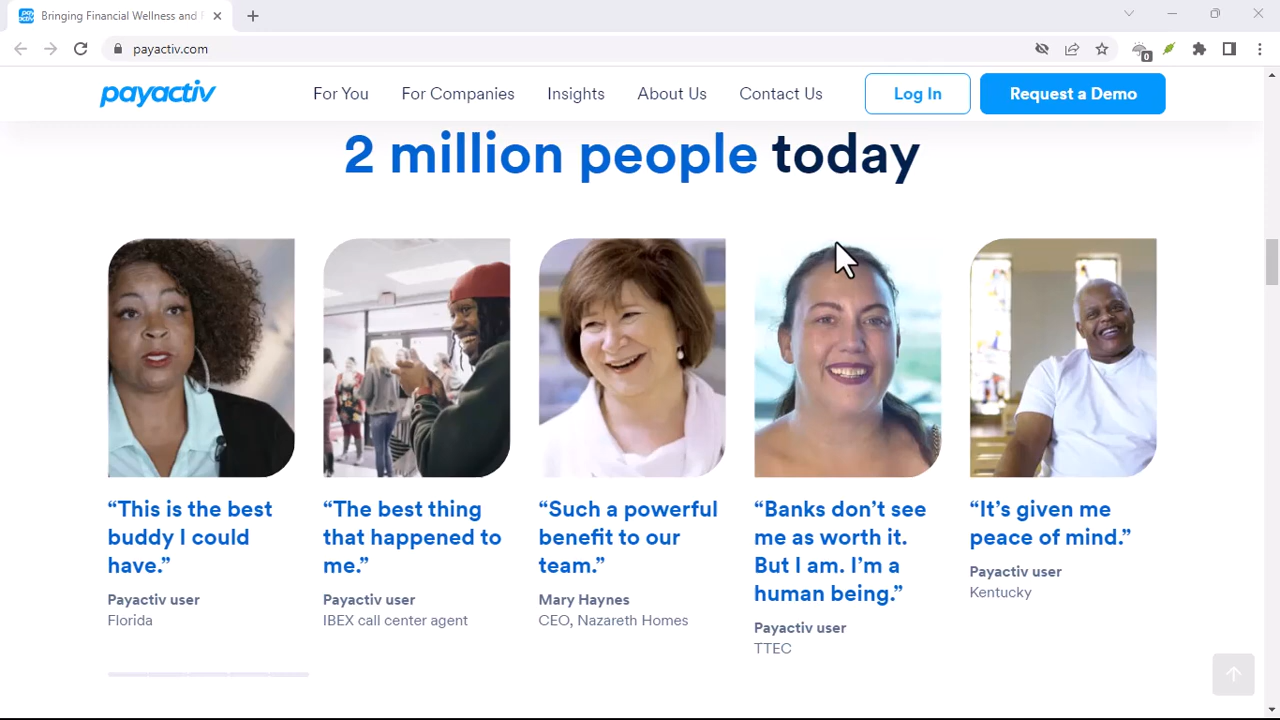 Bringing Financial Wellness and
payactiv.com
0
payactiv
For You
For Companies
Insights
About Us
Contact Us
Log In
Request a Demo
2 million people today
“This is the best
buddy I could
have.”
Payactiv user
Florida
“The best thing
that happened to
me.”
Payactiv user
IBEX call center agent
“Such a powerful
benefit to our
team.”
Mary Haynes
CEO, Nazareth Homes
“Banks don’t see
me as worth it.
But I am. I’m a
human being.”
Payactiv user
TTEC
“It’s given me
peace of mind.”
Payactiv user
Kentucky